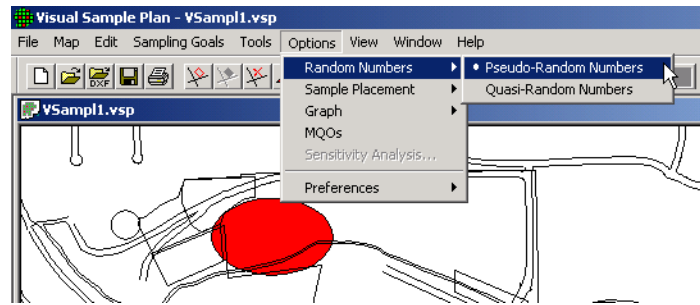 Visual Sample Plan - VSampl1.vsp
File Map Edit Sampling Goals Tools Options View Window Help
Random Numbers
Pseudo-Random Numbers
Sample Placement
Quasi-Random Numbers
Graph
MQOs
Sensitivity Analysis...
Preferences
DXF
VSampl1.vsp